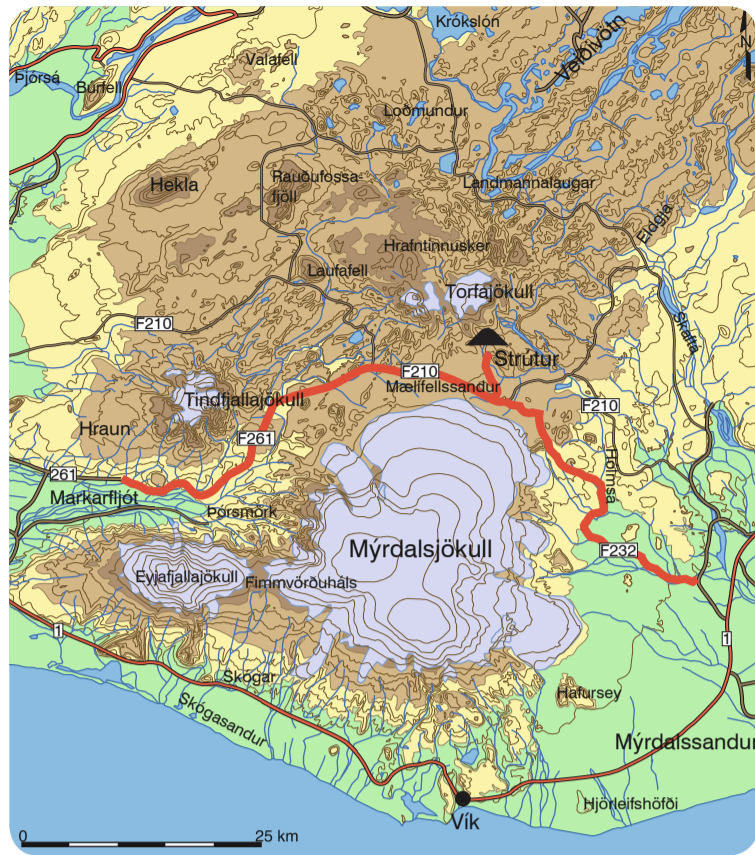 Krókslón
Veiðivötn
N
Valafell
Þjórsá
Búrfell
Loðmundur
Hekla
Rauðufossa-
fjöll
Landmannalaugar
Eldgjá
Hrafntinnusker
Laufafell
Torfajökull
Skaftá
F210
Strútur
F210
Mælifellssandur
Tindfjallajökull
F210
Hraun
F261
261
Hólmsá
Markarfljót
Þórsmörk
Mýrdalsjökull
F232
Eyjafjallajökull
Fimmvörðuháls
1
1
Skógar
Hafursey
Skógasandur
Mýrdalssandur
Hjörleifshöfði
Vík
0
25 km